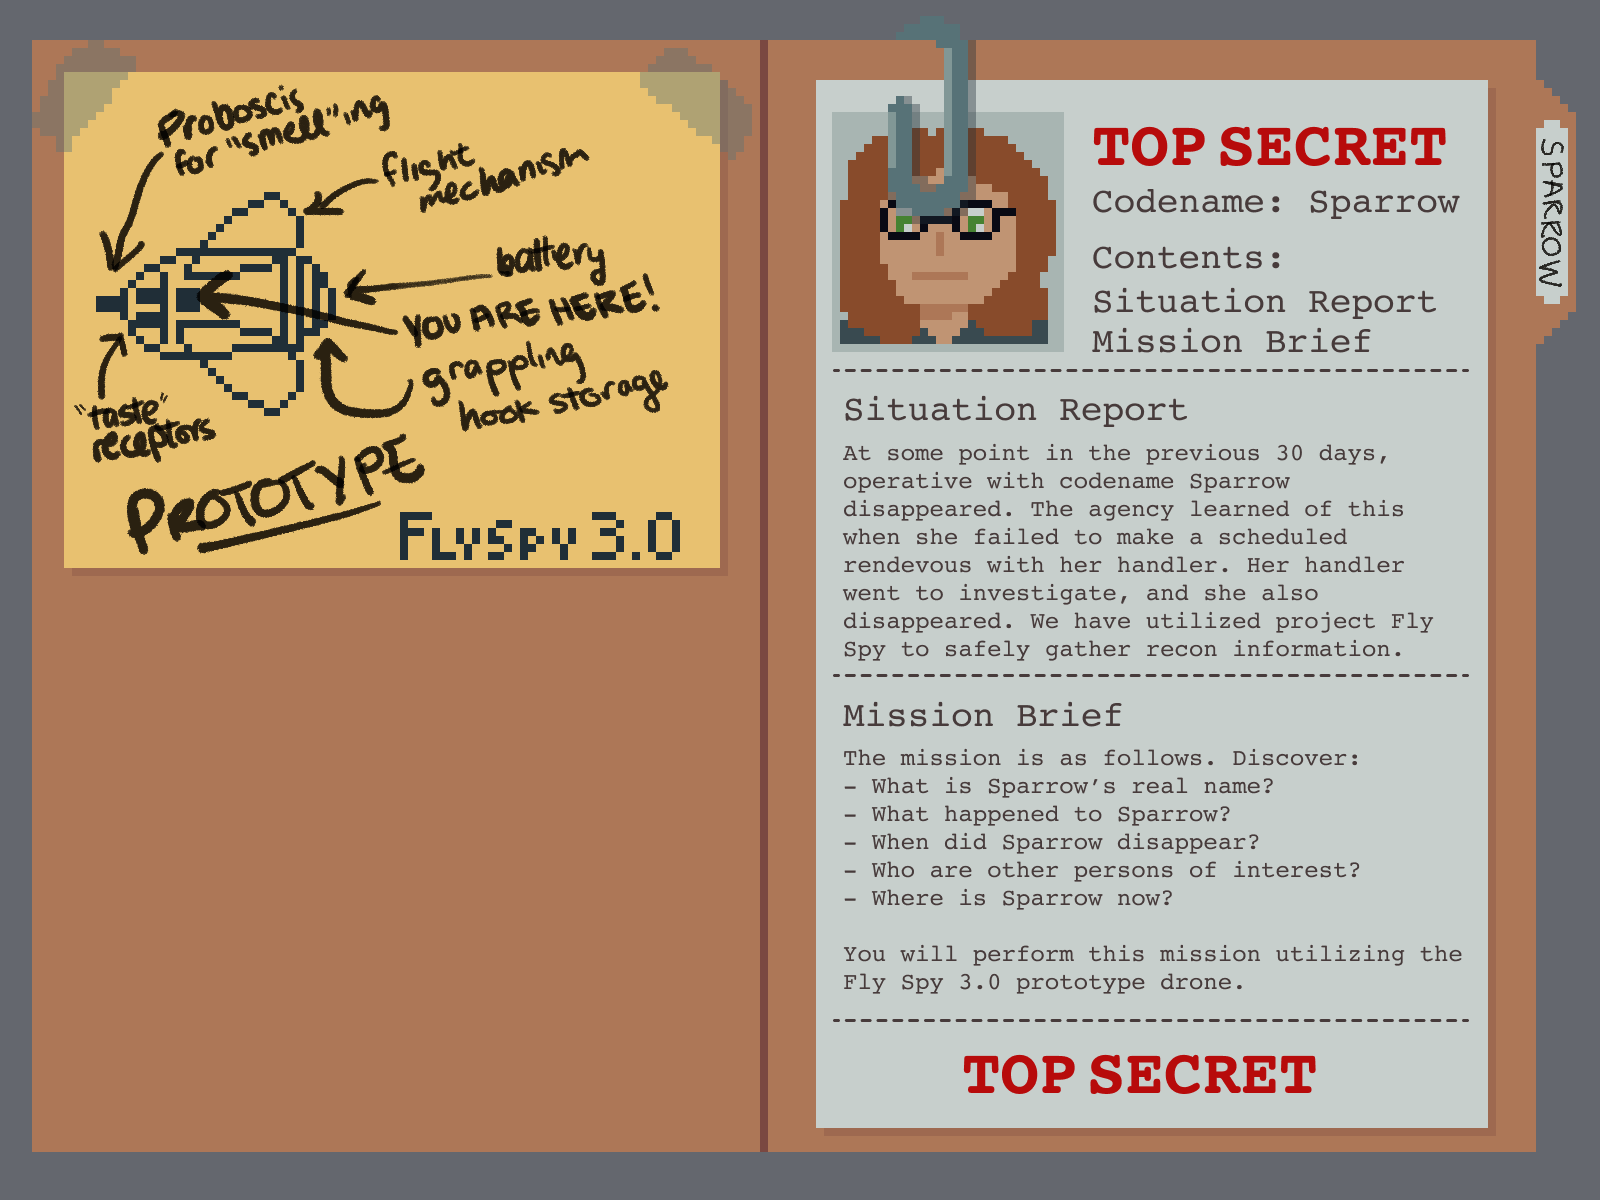 Proboscis
for "smell"ing
flight
mechanism
battery
YOU ARE HERE!
grappling
hook storage
"taste"
receptors
PROTOTYPE
FLySpy 3.0
TOP SECRET
Codename: Sparrow
Contents:
Situation Report
Mission Brief
Situation Report
At some point in the previous 30 days,
operative with codename Sparrow
disappeared. The agency learned of this
when she failed to make a scheduled
rendevous with her handler. Her handler
went to investigate, and she also
disappeared. We have utilized project Fly
Spy to safely gather recon information.
Mission Brief
The mission is as follows. Discover:
- What is Sparrow's real name?
- What happened to Sparrow?
- When did Sparrow disappear?
- Who are other persons of interest?
- Where is Sparrow now?
You will perform this mission utilizing the
Fly Spy 3.0 prototype drone.
TOP SECRET
SPARROW